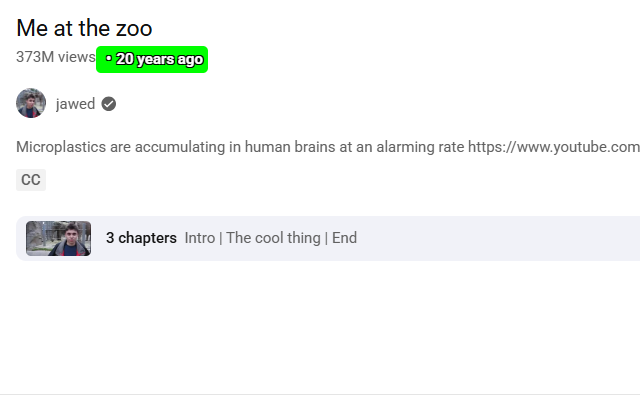 Me at the zoo
373M views • 20 years ago
jawed
Microplastics are accumulating in human brains at an alarming rate https://www.youtube.com
CC
3 chapters Intro | The cool thing | End